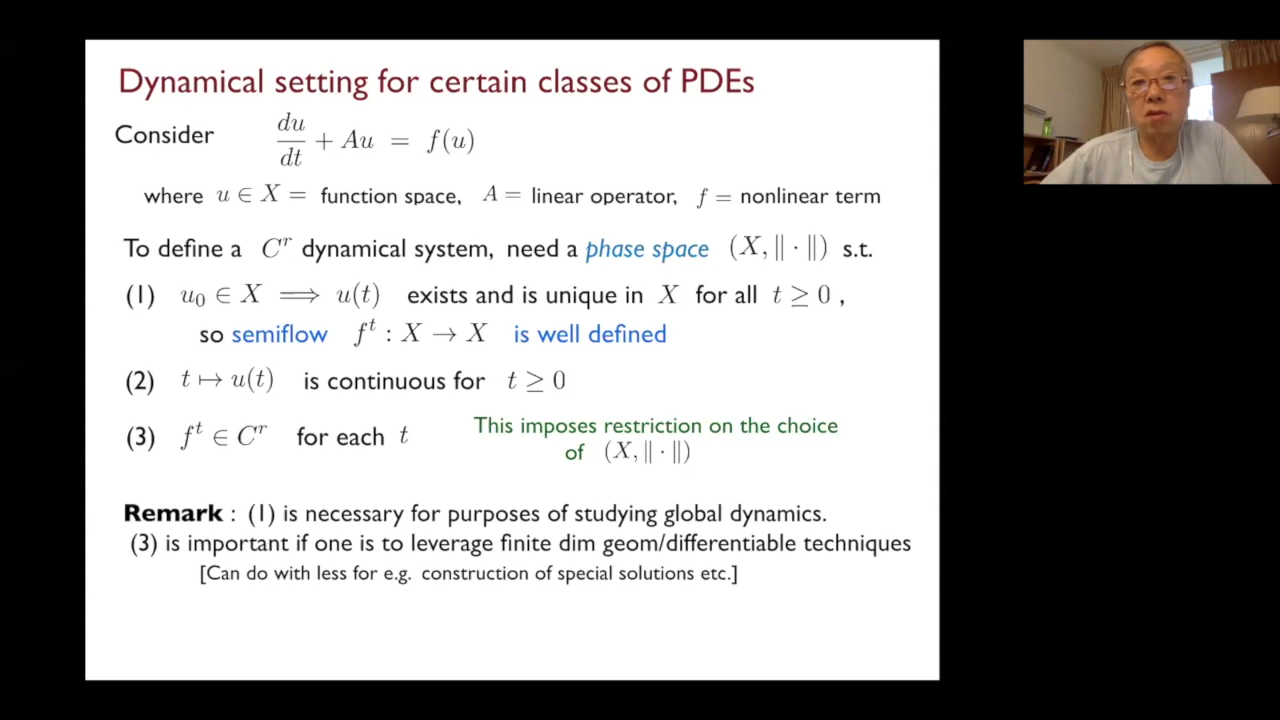 Dynamical setting for certain classes of PDEs
Consider du/dt + Au = f(u)
where u ∈ X = function space, A = linear operator, f = nonlinear term
To define a C^r dynamical system, need a phase space (X, ‖ · ‖) s.t.
(1) u_0 ∈ X ⟹ u(t) exists and is unique in X for all t ≥ 0 ,
so semiflow f^t : X → X is well defined
(2) t ↦ u(t) is continuous for t ≥ 0
(3) f^t ∈ C^r for each t
This imposes restriction on the choice
of (X, ‖ · ‖)
Remark : (1) is necessary for purposes of studying global dynamics.
(3) is important if one is to leverage finite dim geom/differentiable techniques
[Can do with less for e.g. construction of special solutions etc.]